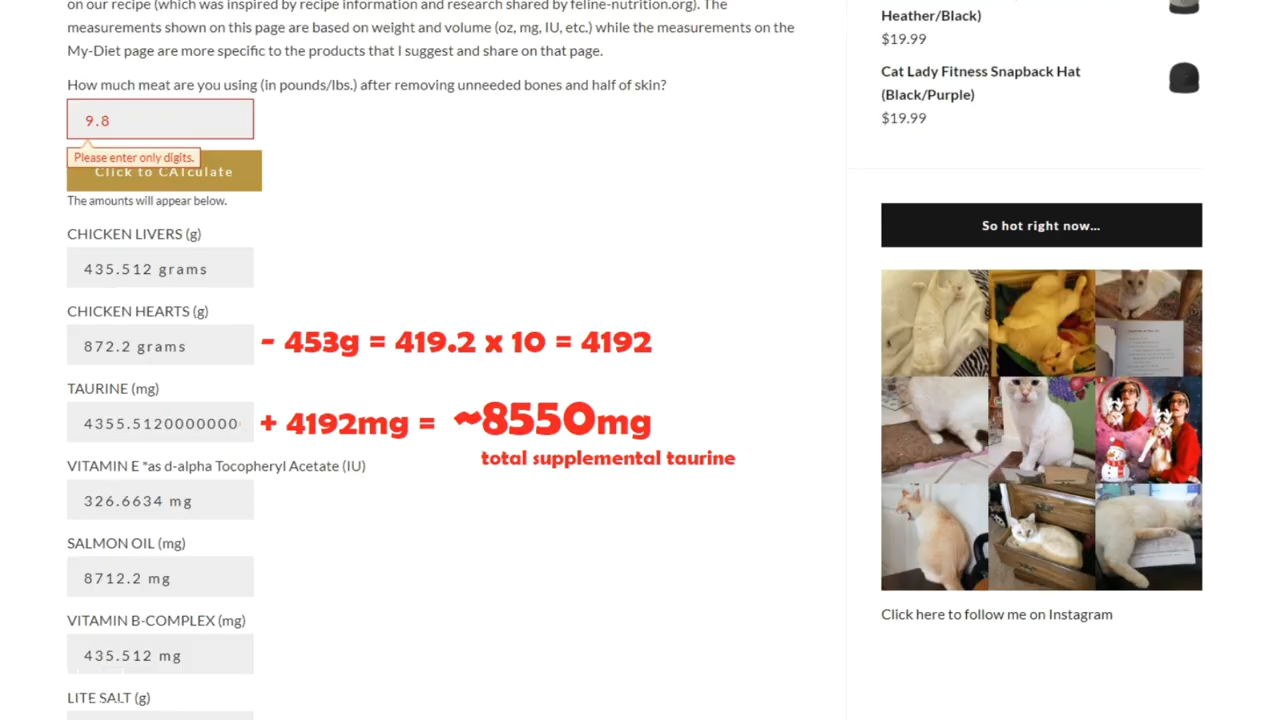 on our recipe (which was inspired by recipe information and research shared by feline-nutrition.org). The
measurements shown on this page are based on weight and volume (oz, mg, IU, etc.) while the measurements on the
My-Diet page are more specific to the products that I suggest and share on that page.
How much meat are you using (in pounds/lbs.) after removing unneeded bones and half of skin?
9.8
Please enter only digits.
Click to CATculate
The amounts will appear below.
CHICKEN LIVERS (g)
435.512 grams
CHICKEN HEARTS (g)
872.2 grams
- 453g = 419.2 x 10 = 4192
TAURINE (mg)
4355.5120000000
+ 4192mg = ~8550mg
total supplemental taurine
VITAMIN E *as d-alpha Tocopheryl Acetate (IU)
326.6634 mg
SALMON OIL (mg)
8712.2 mg
VITAMIN B-COMPLEX (mg)
435.512 mg
LITE SALT (g)
Heather/Black)
$19.99
Cat Lady Fitness Snapback Hat
(Black/Purple)
$19.99
So hot right now...
Click here to follow me on Instagram